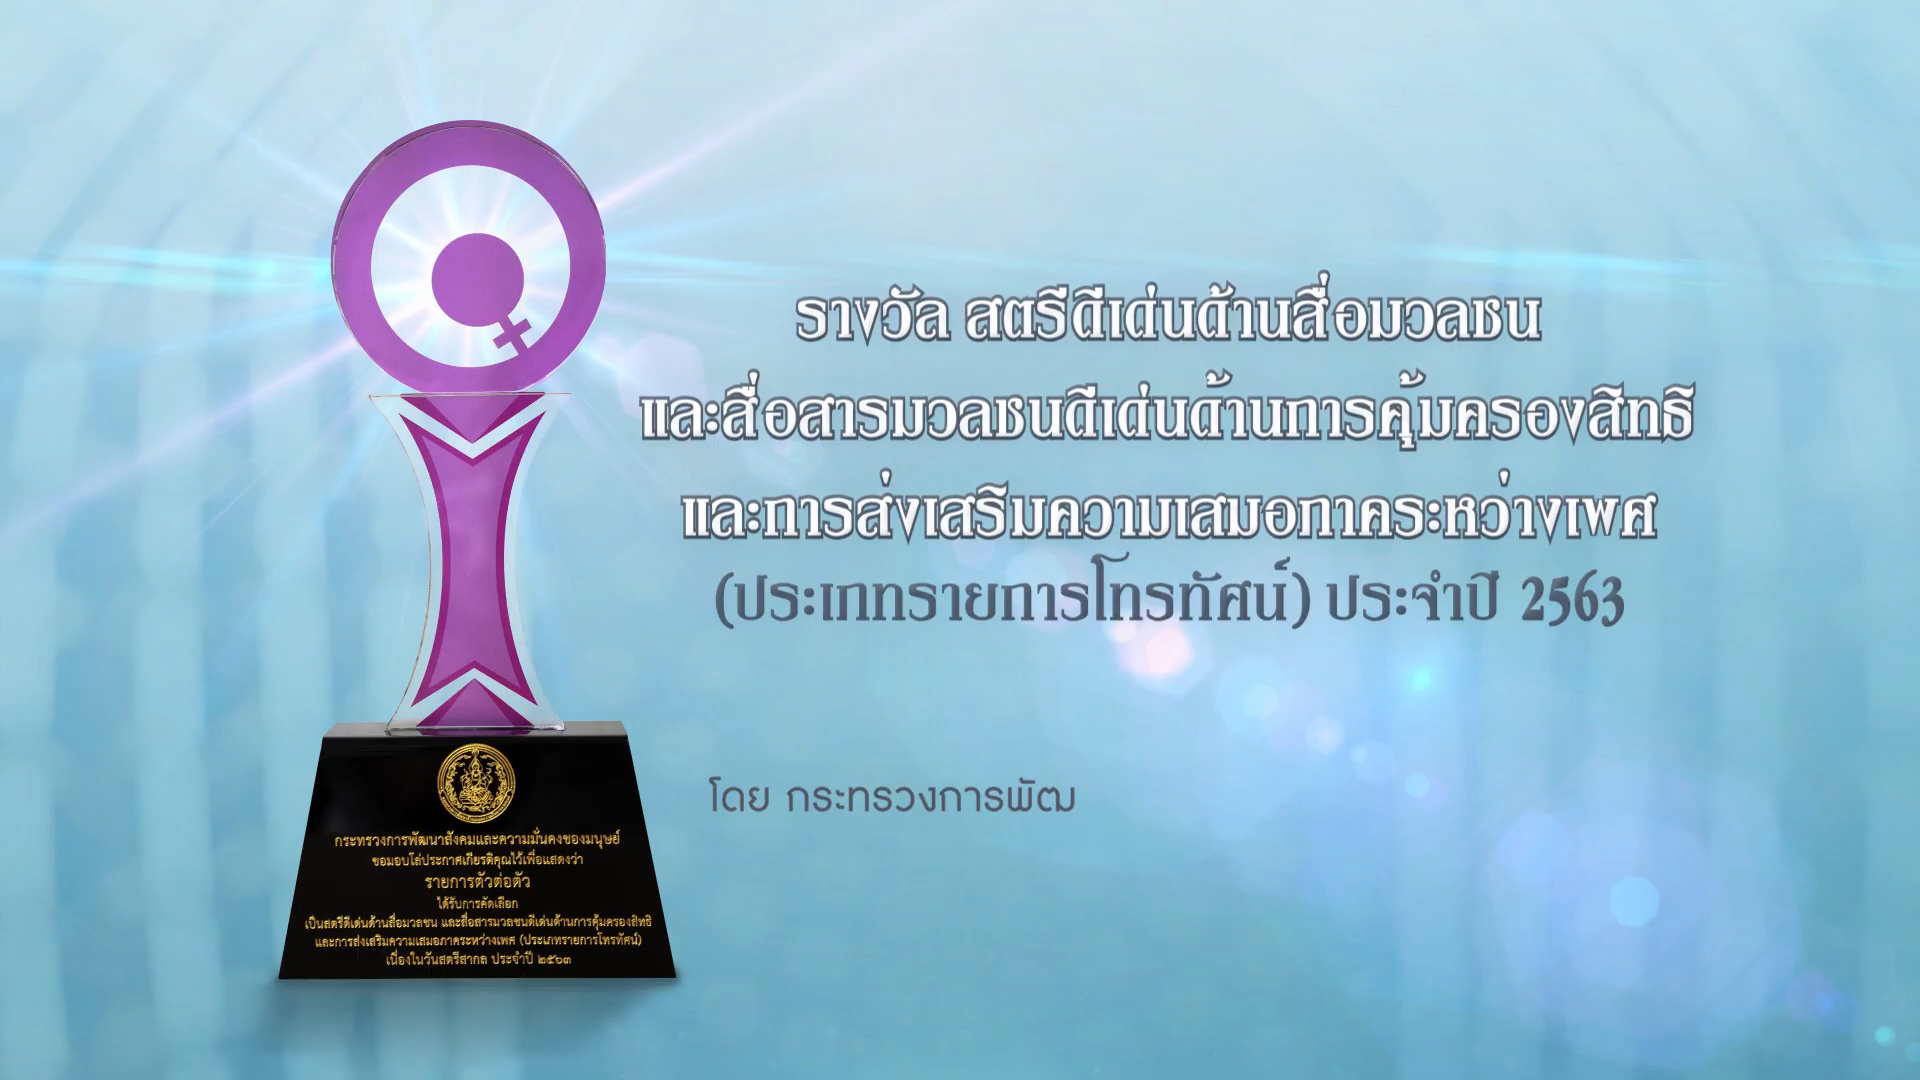 รางวัล สตรีดีเด่นด้านสื่อมวลชน
และสื่อสารมวลชนดีเด่นด้านการคุ้มครองสิทธิ
และการส่งเสริมความเสมอภาคระหว่างเพศ
(ประเภทรายการโทรทัศน์) ประจำปี 2563
โดย กระทรวงการพัฒ
กระทรวงการพัฒนาสังคมและความมั่นคงของมนุษย์
ขอมอบโล่ประกาศเกียรติคุณไว้เพื่อแสดงว่า
รายการตัวต่อตัว
ได้รับการคัดเลือก
เป็นสตรีดีเด่นด้านสื่อมวลชน และสื่อสารมวลชนดีเด่นด้านการคุ้มครองสิทธิ
และการส่งเสริมความเสมอภาคระหว่างเพศ (ประเภทรายการโทรทัศน์)
เนื่องในวันสตรีสากล ประจำปี ๒๕๖๓